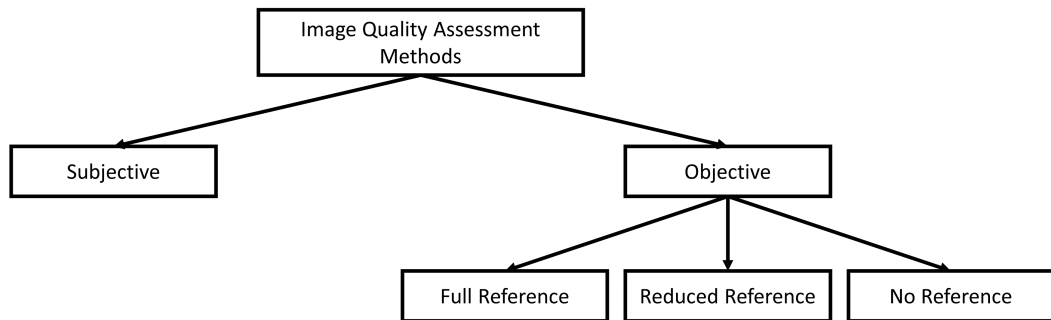 Image Quality Assessment
Methods
Subjective
Objective
Full Reference
Reduced Reference
No Reference